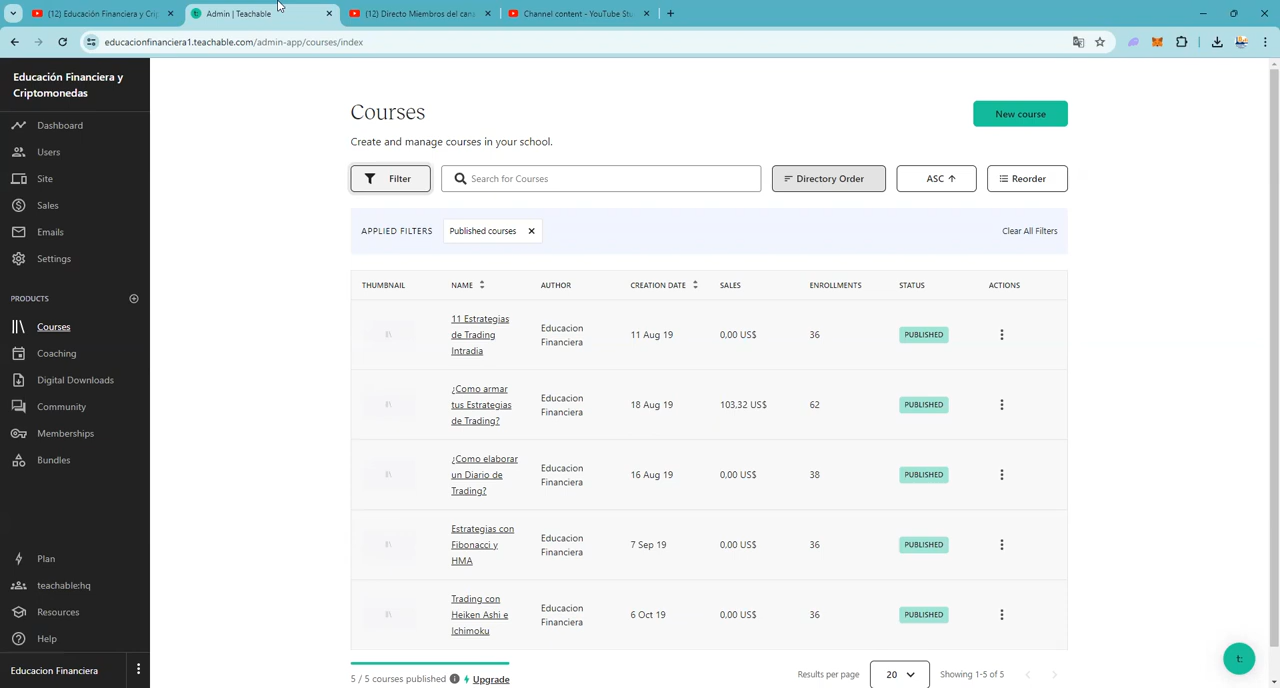 (12) Educación Financiera y Crip
Admin | Teachable
(12) Directo Miembros del cana
Channel content - YouTube Stu
educacionfinanciera1.teachable.com/admin-app/courses/index
Educación Financiera y
Criptomonedas
Dashboard
Users
Site
Sales
Emails
Settings
PRODUCTS
Courses
Coaching
Digital Downloads
Community
Memberships
Bundles
Plan
teachable:hq
Resources
Help
Educacion Financiera
Courses
New course
Create and manage courses in your school.
Filter
Search for Courses
Directory Order
ASC ↑
Reorder
APPLIED FILTERS
Published courses ×
Clear All Filters
THUMBNAIL NAME AUTHOR CREATION DATE SALES ENROLLMENTS STATUS ACTIONS
11 Estrategias
de Trading
Intradia
Educacion
Financiera
11 Aug 19
0,00 US$
36
PUBLISHED
¿Como armar
tus Estrategias
de Trading?
Educacion
Financiera
18 Aug 19
103,32 US$
62
PUBLISHED
¿Como elaborar
un Diario de
Trading?
Educacion
Financiera
16 Aug 19
0,00 US$
38
PUBLISHED
Estrategias con
Fibonacci y
HMA
Educacion
Financiera
7 Sep 19
0,00 US$
36
PUBLISHED
Trading con
Heiken Ashi e
Ichimoku
Educacion
Financiera
6 Oct 19
0,00 US$
36
PUBLISHED
5 / 5 courses published
Upgrade
Results per page
20
Showing 1-5 of 5
t: